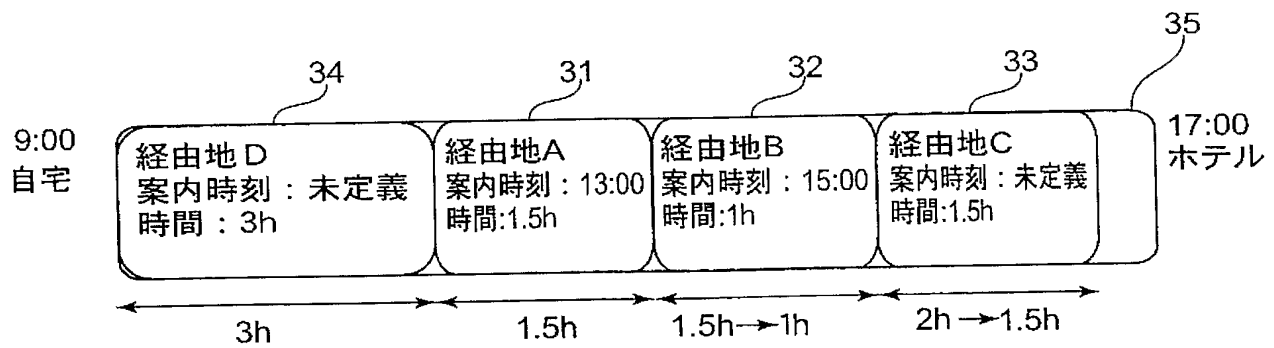 34
31
32
33
35
9:00
自宅
経由地D
案内時刻：未定義
時間：3h
経由地A
案内時刻：13:00
時間:1.5h
経由地B
案内時刻：15:00
時間:1h
経由地C
案内時刻：未定義
時間:1.5h
17:00
ホテル
3h
1.5h
1.5h→1h
2h→1.5h